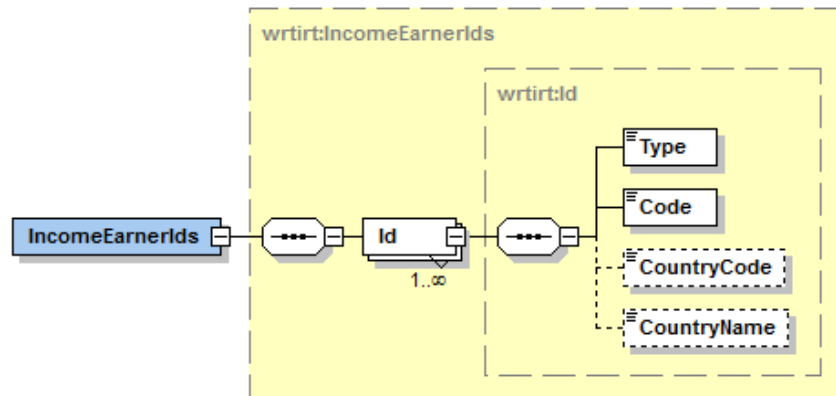 wrtirt:IncomeEarnerIds
wrtirt:Id
Type
Code
IncomeEarnerIds
Id
CountryCode
1..∞
CountryName